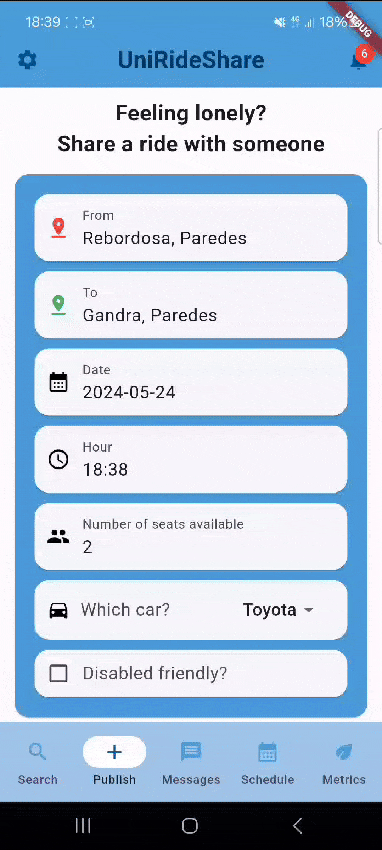 18:39
18%
DEBUG
UniRideShare
6
Feeling lonely?
Share a ride with someone
From
Rebordosa, Paredes
To
Gandra, Paredes
Date
2024-05-24
Hour
18:38
Number of seats available
2
Which car? Toyota
Disabled friendly?
Search Publish Messages Schedule Metrics